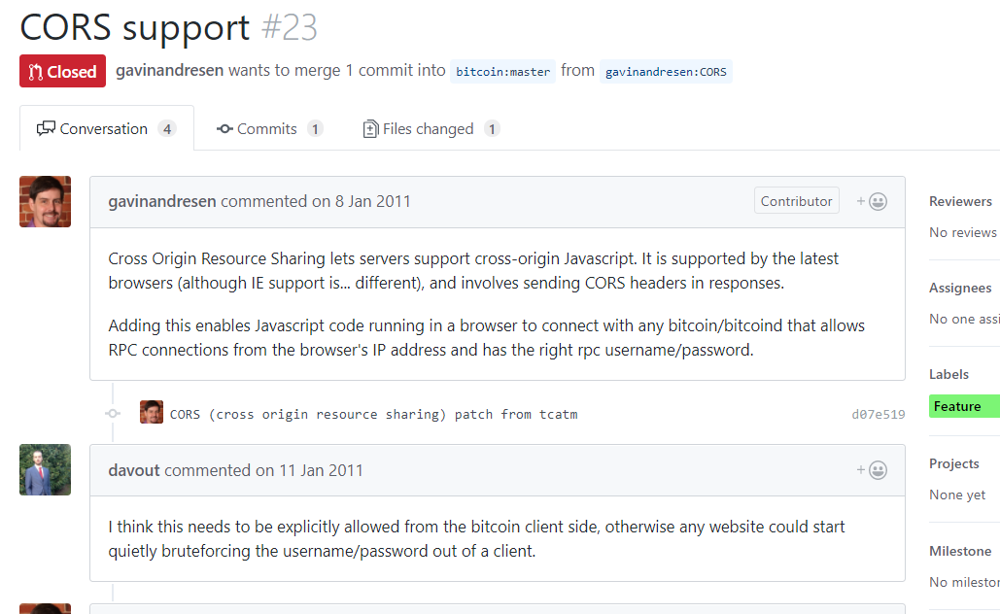 CORS support #23
Closed gavinandresen wants to merge 1 commit into bitcoin:master from gavinandresen:CORS
Conversation 4 Commits 1 Files changed 1
gavinandresen commented on 8 Jan 2011 Contributor +
Cross Origin Resource Sharing lets servers support cross-origin Javascript. It is supported by the latest
browsers (although IE support is... different), and involves sending CORS headers in responses.
Adding this enables Javascript code running in a browser to connect with any bitcoin/bitcoind that allows
RPC connections from the browser's IP address and has the right rpc username/password.
CORS (cross origin resource sharing) patch from tcatm d07e519
davout commented on 11 Jan 2011 +
I think this needs to be explicitly allowed from the bitcoin client side, otherwise any website could start
quietly bruteforcing the username/password out of a client.
Reviewers
No reviews
Assignees
No one assi
Labels
Feature
Projects
None yet
Milestone
No milestor